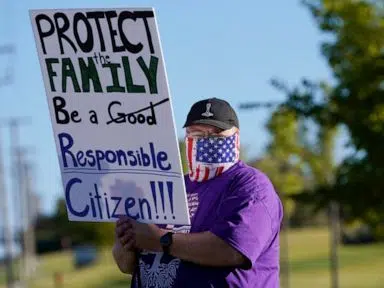 PROTECT
the
FAMILY
Be a Good
Responsible
Citizen!!!